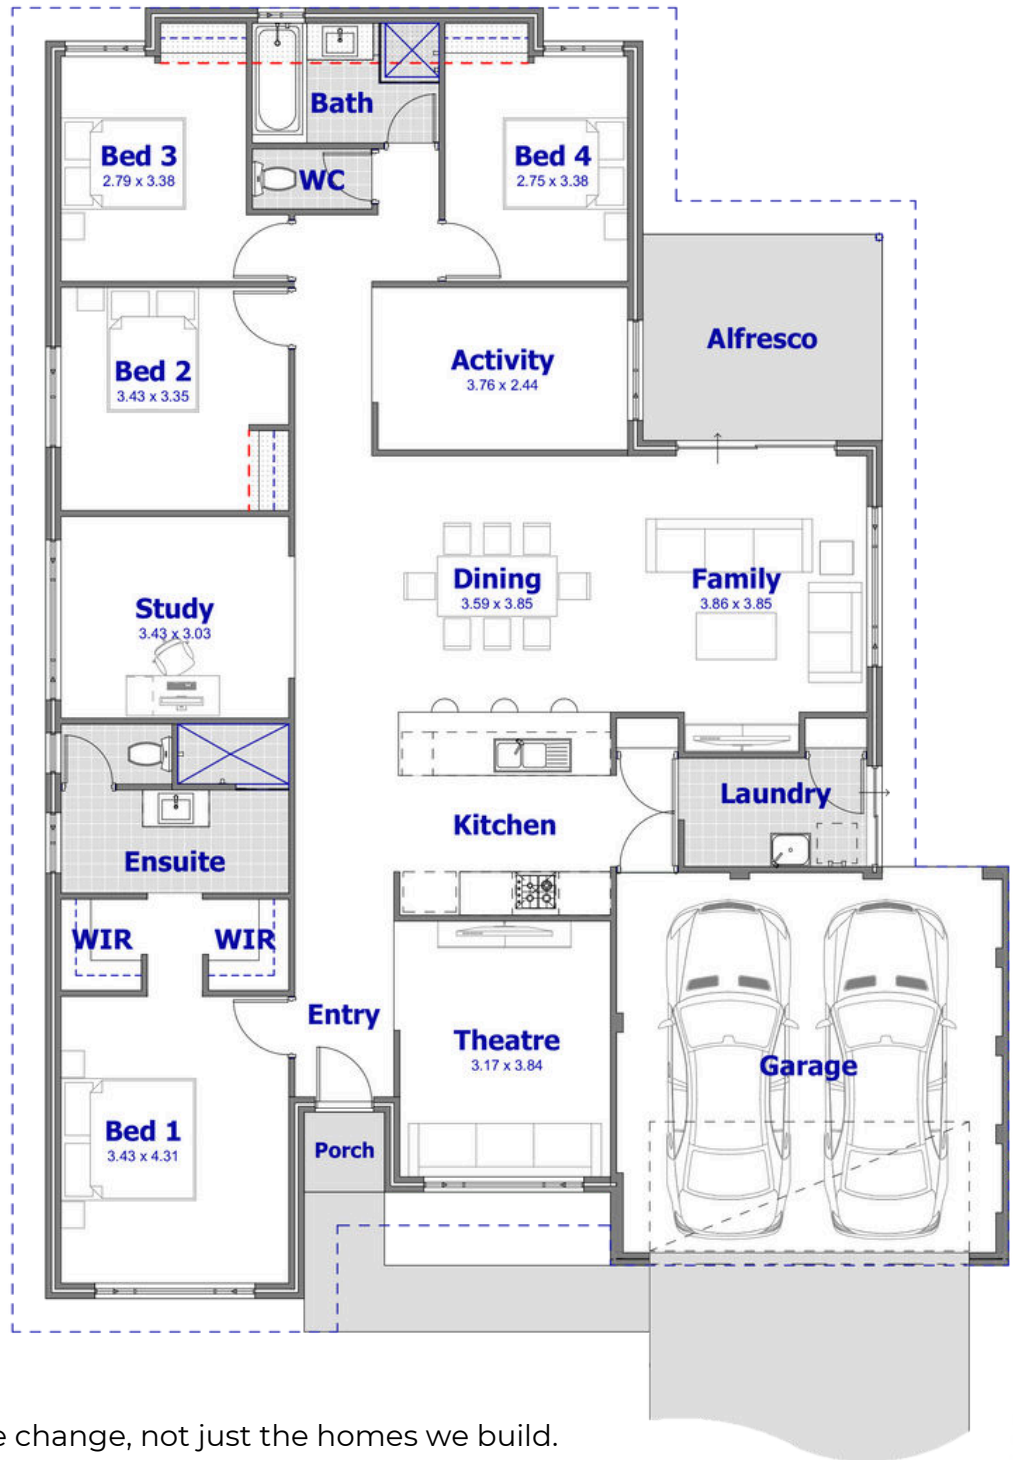 Bath
Bed 3
2.79 x 3.38
WC
Bed 4
2.75 x 3.38
Alfresco
Activity
3.76 x 2.44
Bed 2
3.43 x 3.35
Dining
3.59 x 3.85
Family
3.86 x 3.85
Study
3.43 x 3.03
Laundry
Kitchen
Ensuite
WIR
WIR
Entry
Theatre
3.17 x 3.84
Garage
Bed 1
3.43 x 4.31
Porch
change, not just the homes we build.